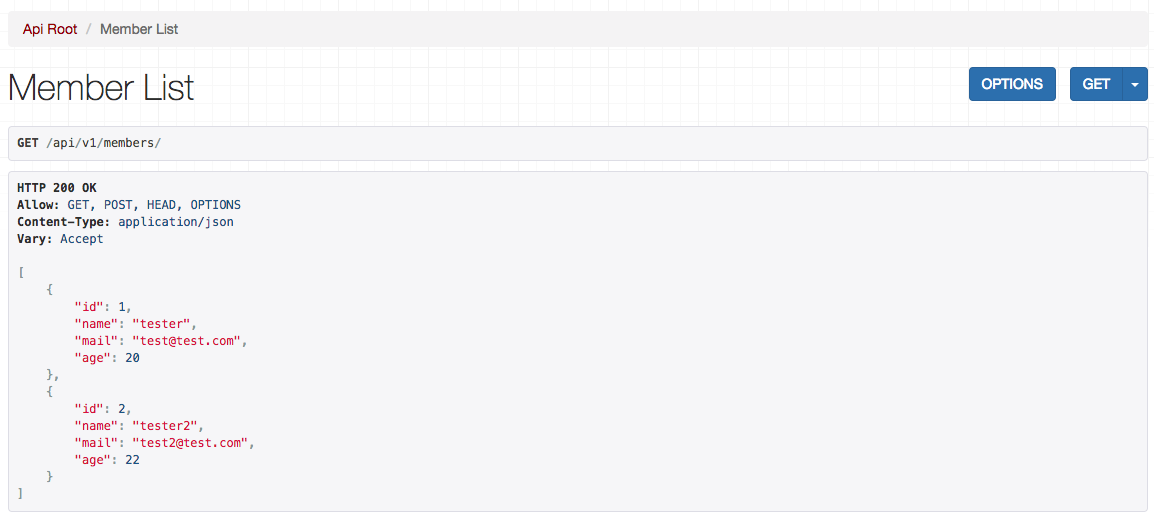 Api Root / Member List
Member List
OPTIONS GET
GET /api/v1/members/
HTTP 200 OK
Allow: GET, POST, HEAD, OPTIONS
Content-Type: application/json
Vary: Accept
[
    {
        "id": 1,
        "name": "tester",
        "mail": "test@test.com",
        "age": 20
    },
    {
        "id": 2,
        "name": "tester2",
        "mail": "test2@test.com",
        "age": 22
    }
]